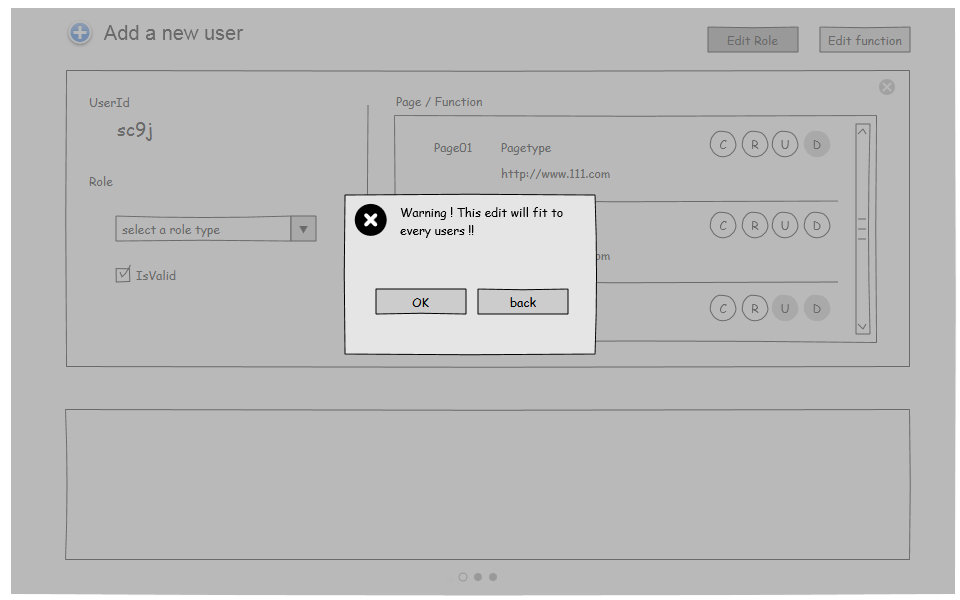 Add a new user
Edit Role
Edit function
UserId
sc9j
Role
select a role type
IsValid
Page / Function
Page01 Pagetype C R U D
http://www.111.com
C R U D
om
C R U D
Warning ! This edit will fit to
every users !!
OK back